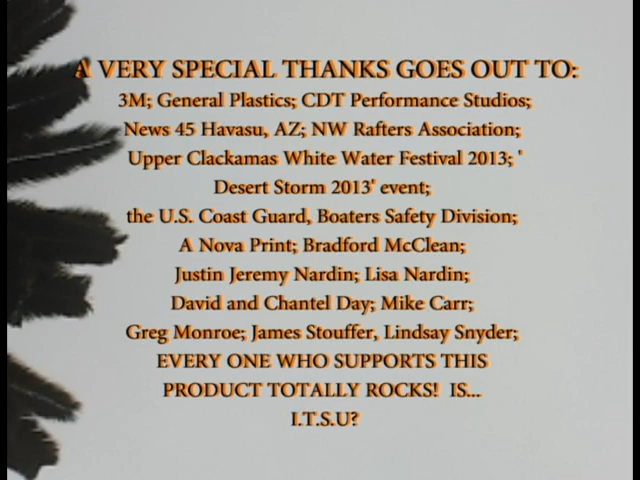 A VERY SPECIAL THANKS GOES OUT TO:
3M; General Plastics; CDT Performance Studios;
News 45 Havasu, AZ; NW Rafters Association;
Upper Clackamas White Water Festival 2013; '
Desert Storm 2013' event;
the U.S. Coast Guard, Boaters Safety Division;
A Nova Print; Bradford McClean;
Justin Jeremy Nardin; Lisa Nardin;
David and Chantel Day; Mike Carr;
Greg Monroe; James Stouffer, Lindsay Snyder;
EVERY ONE WHO SUPPORTS THIS
PRODUCT TOTALLY ROCKS! IS...
I.T.S.U?